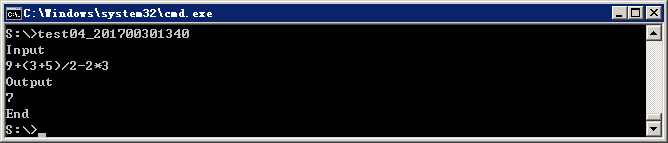 C:\Windows\system32\cmd.exe
S:\>test04_201700301340
Input
9+(3+5)/2-2*3
Output
7
End
S:\>